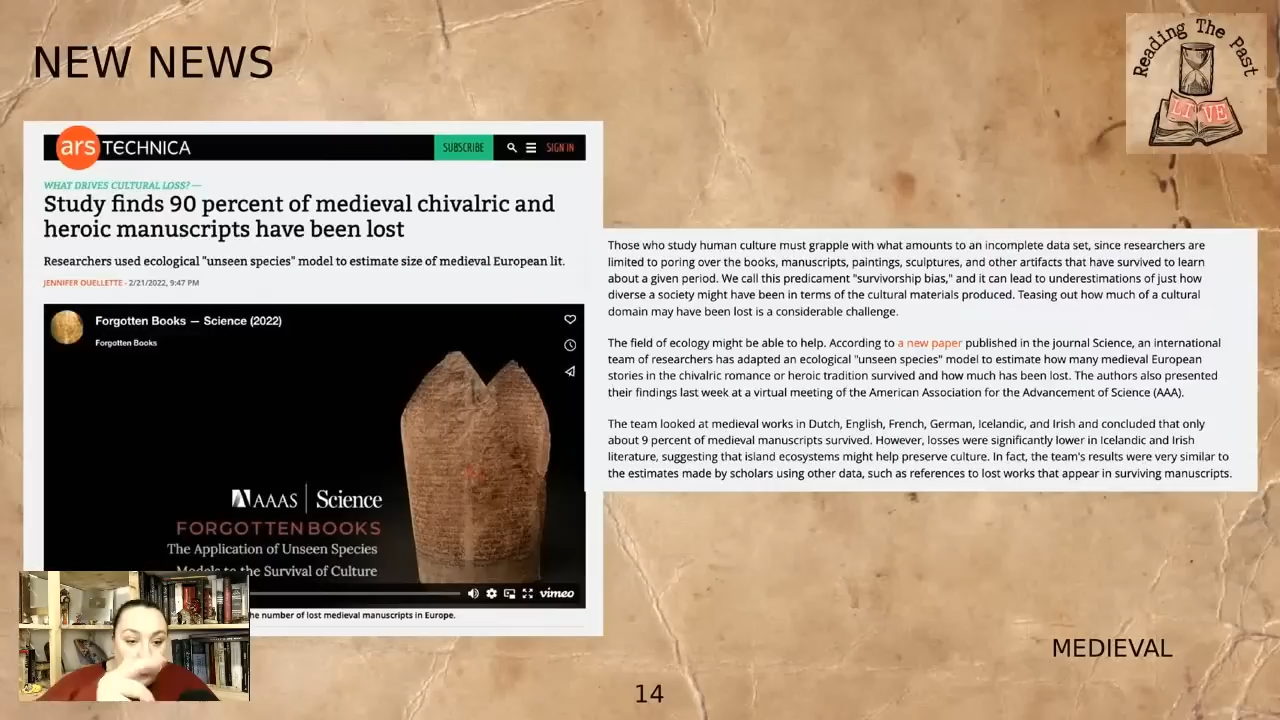 NEW NEWS
Reading The Past
LIVE
ars TECHNICA
SUBSCRIBE
SIGN IN
WHAT DRIVES CULTURAL LOSS? —
Study finds 90 percent of medieval chivalric and
heroic manuscripts have been lost
Researchers used ecological "unseen species" model to estimate size of medieval European lit.
JENNIFER OUELLETTE - 2/21/2022, 9:47 PM
Forgotten Books — Science (2022)
Forgotten Books
AAAS | Science
FORGOTTEN BOOKS
The Application of Unseen Species
Models to the Survival of Culture
vimeo
he number of lost medieval manuscripts in Europe.
Those who study human culture must grapple with what amounts to an incomplete data set, since researchers are
limited to poring over the books, manuscripts, paintings, sculptures, and other artifacts that have survived to learn
about a given period. We call this predicament "survivorship bias," and it can lead to underestimations of just how
diverse a society might have been in terms of the cultural materials produced. Teasing out how much of a cultural
domain may have been lost is a considerable challenge.
The field of ecology might be able to help. According to a new paper published in the journal Science, an international
team of researchers has adapted an ecological "unseen species" model to estimate how many medieval European
stories in the chivalric romance or heroic tradition survived and how much has been lost. The authors also presented
their findings last week at a virtual meeting of the American Association for the Advancement of Science (AAA).
The team looked at medieval works in Dutch, English, French, German, Icelandic, and Irish and concluded that only
about 9 percent of medieval manuscripts survived. However, losses were significantly lower in Icelandic and Irish
literature, suggesting that island ecosystems might help preserve culture. In fact, the team's results were very similar to
the estimates made by scholars using other data, such as references to lost works that appear in surviving manuscripts.
MEDIEVAL
14